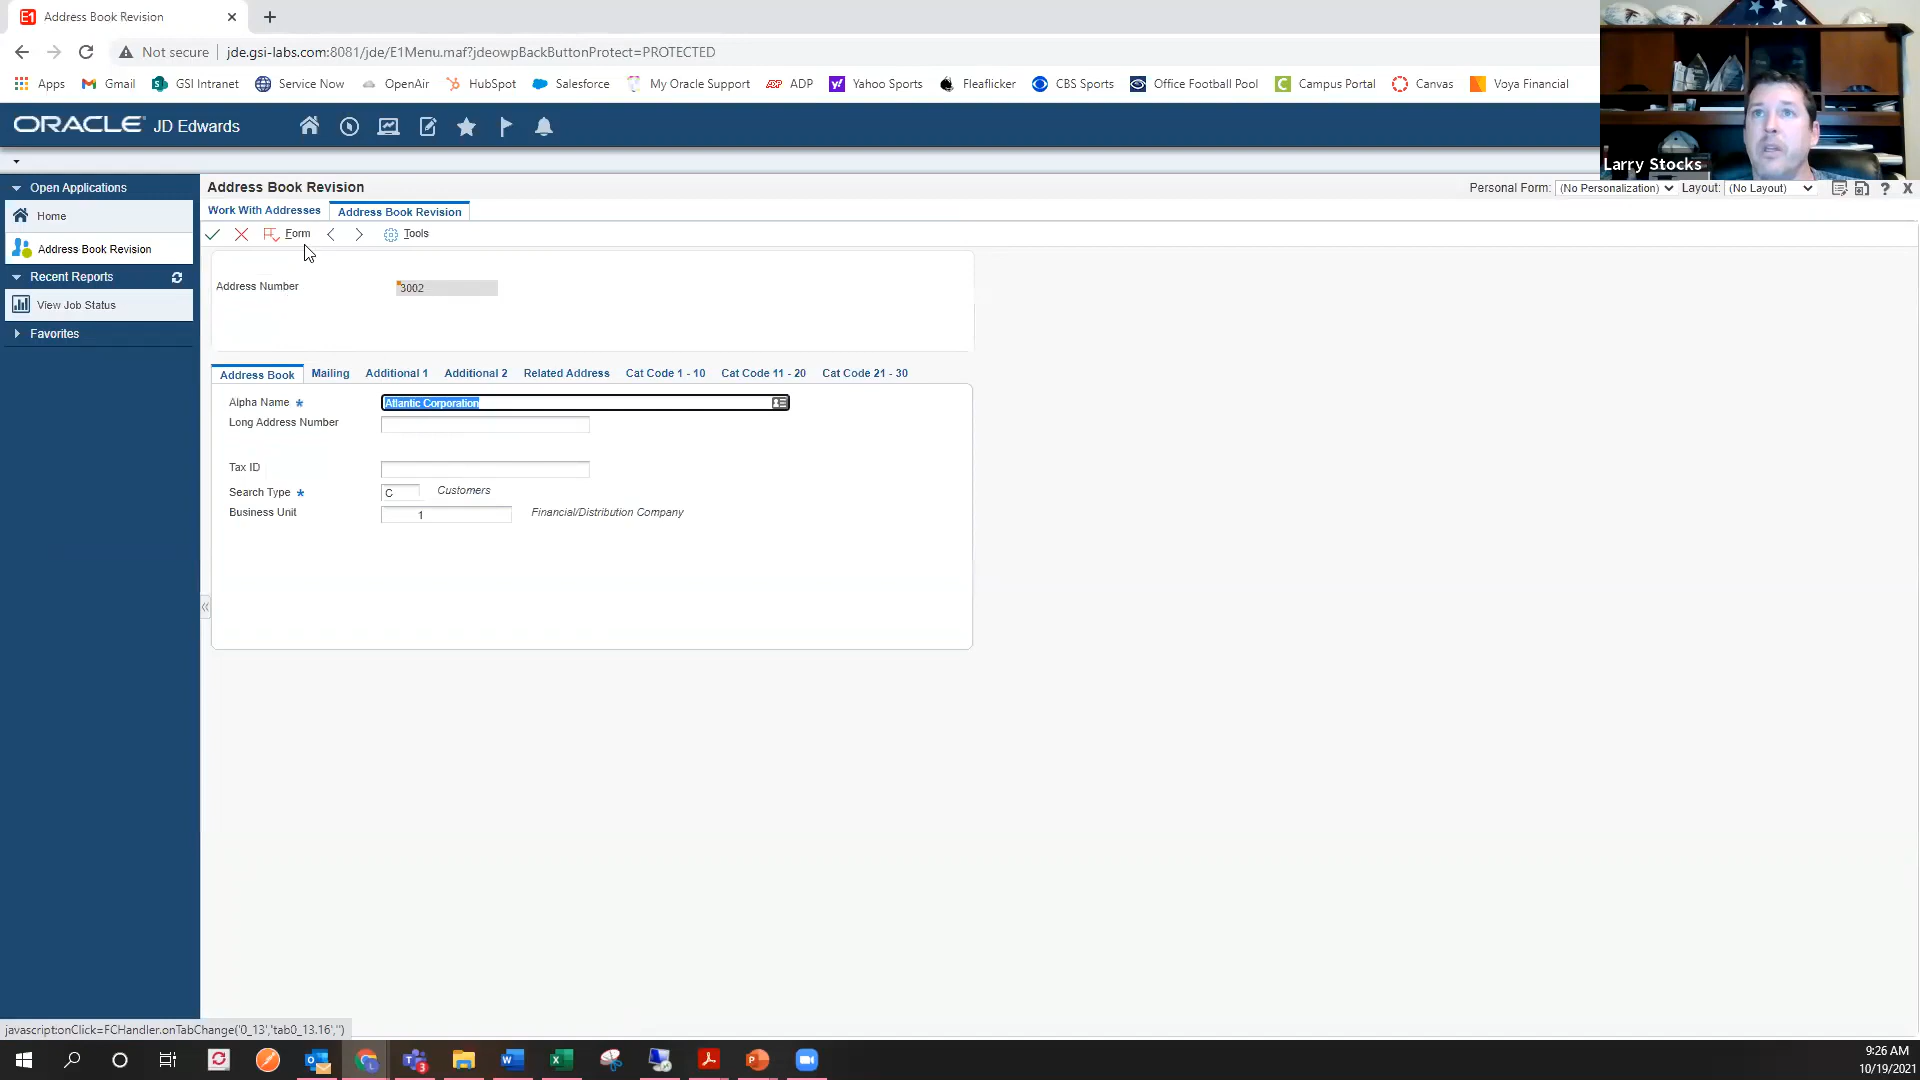 E1 Address Book Revision
Not secure jde.gsi-labs.com:8081/jde/E1Menu.maf?jdeowpBackButtonProtect=PROTECTED
Apps Gmail GSI Intranet Service Now OpenAir HubSpot Salesforce My Oracle Support ADP Yahoo Sports Fleaflicker CBS Sports Office Football Pool Campus Portal Canvas Voya Financial
ORACLE JD Edwards
Larry Stocks
Open Applications
Home
Address Book Revision
Recent Reports
View Job Status
Favorites
Address Book Revision
Personal Form: (No Personalization) Layout: (No Layout)
Work With Addresses Address Book Revision
Form Tools
Address Number 3002
Address Book Mailing Additional 1 Additional 2 Related Address Cat Code 1 - 10 Cat Code 11 - 20 Cat Code 21 - 30
Alpha Name * Atlantic Corporation
Long Address Number
Tax ID
Search Type * C Customers
Business Unit 1 Financial/Distribution Company
javascript:onClick=FCHandler.onTabChange('0_13','tab0_13.16','')
9:26 AM
10/19/2021